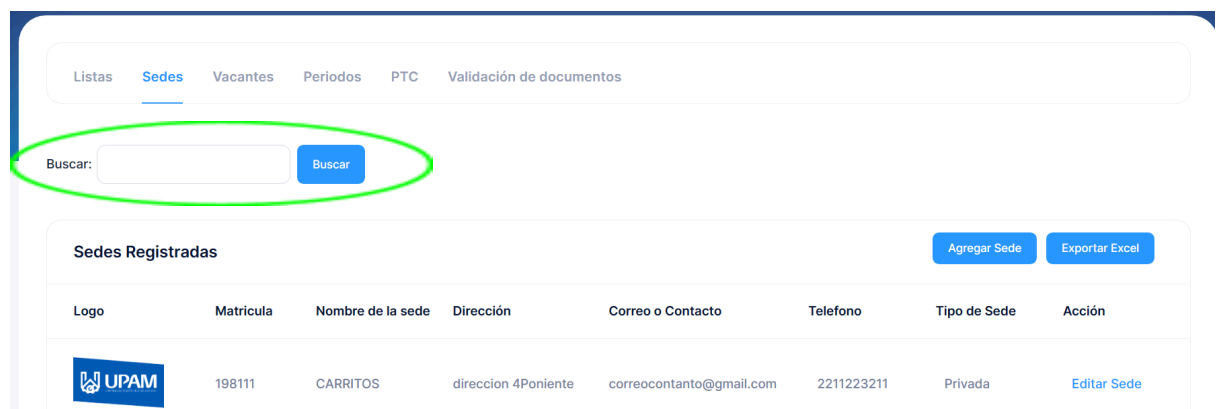 Listas Sedes Vacantes Periodos PTC Validación de documentos
Buscar: Buscar
Sedes Registradas Agregar Sede Exportar Excel
Logo Matricula Nombre de la sede Dirección Correo o Contacto Telefono Tipo de Sede Acción
UPAM 198111 CARRITOS direccion 4Poniente correocontanto@gmail.com 2211223211 Privada Editar Sede